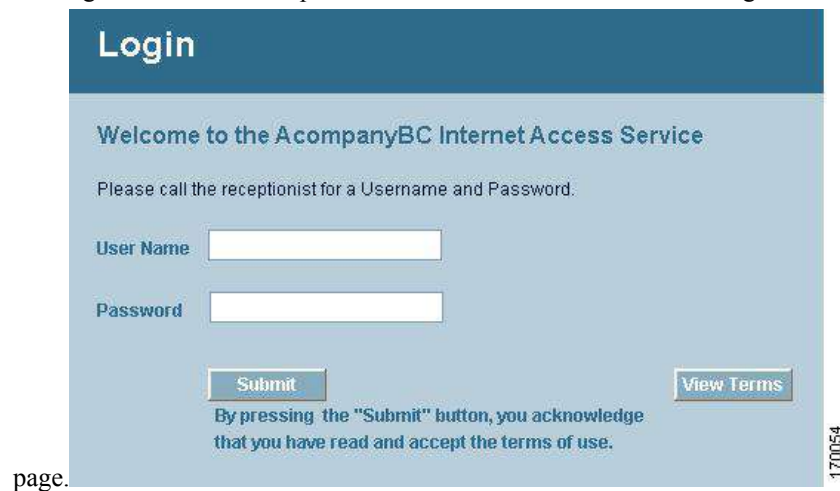 Login
Welcome to the AcompanyBC Internet Access Service
Please call the receptionist for a Username and Password.
User Name
Password
Submit
View Terms
By pressing the "Submit" button, you acknowledge
that you have read and accept the terms of use.
170054
page.